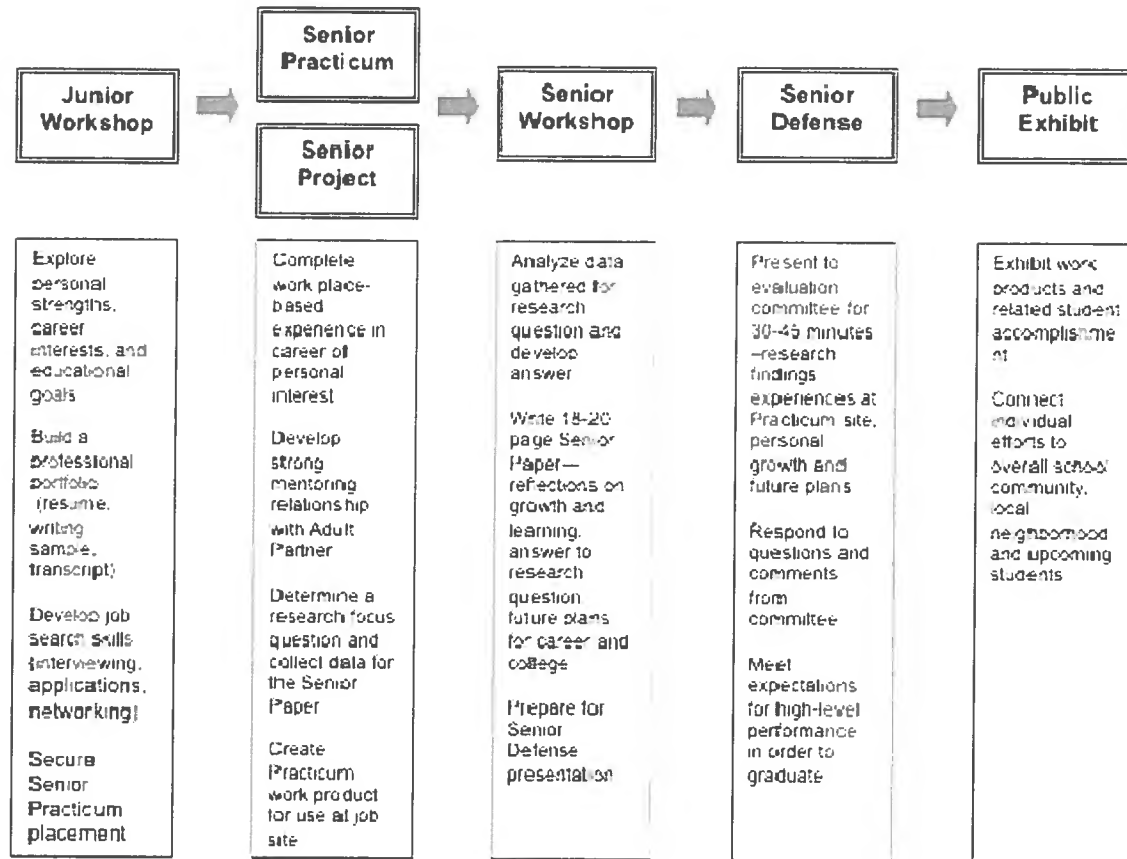 Junior
Workshop
Senior
Practicum
Senior
Project
Senior
Workshop
Senior
Defense
Public
Exhibit
Explore
personal
strengths,
career
interests, and
educational
goals
Build a
professional
portfolio
(resume,
writing
sample,
transcript)
Develop job
search skills
(interviewing,
applications,
networking)
Secure
Senior
Practicum
placement
Complete
work place-
based
experience in
career of
personal
interest
Develop
strong
mentoring
relationship
with Adult
Partner
Determine a
research focus
question and
collect data for
the Senior
Paper
Create
Practicum
work product
for use at job
site
Analyze data
gathered for
research
question and
develop
answer
Write 18-20
page Senior
Paper—
reflections on
growth and
learning,
answer to
research
question
future plans
for career and
college
Prepare for
Senior
Defense
presentation
Present to
evaluation
committee for
30-45 minutes
–research
findings
experiences at
Practicum site,
personal
growth and
future plans
Respond to
questions and
comments
from
committee
Meet
expectations
for high-level
performance
in order to
graduate
Exhibit work
products and
related student
accomplishme
nt
Connect
individual
efforts to
overall school
community,
local
neighborhood
and upcoming
students